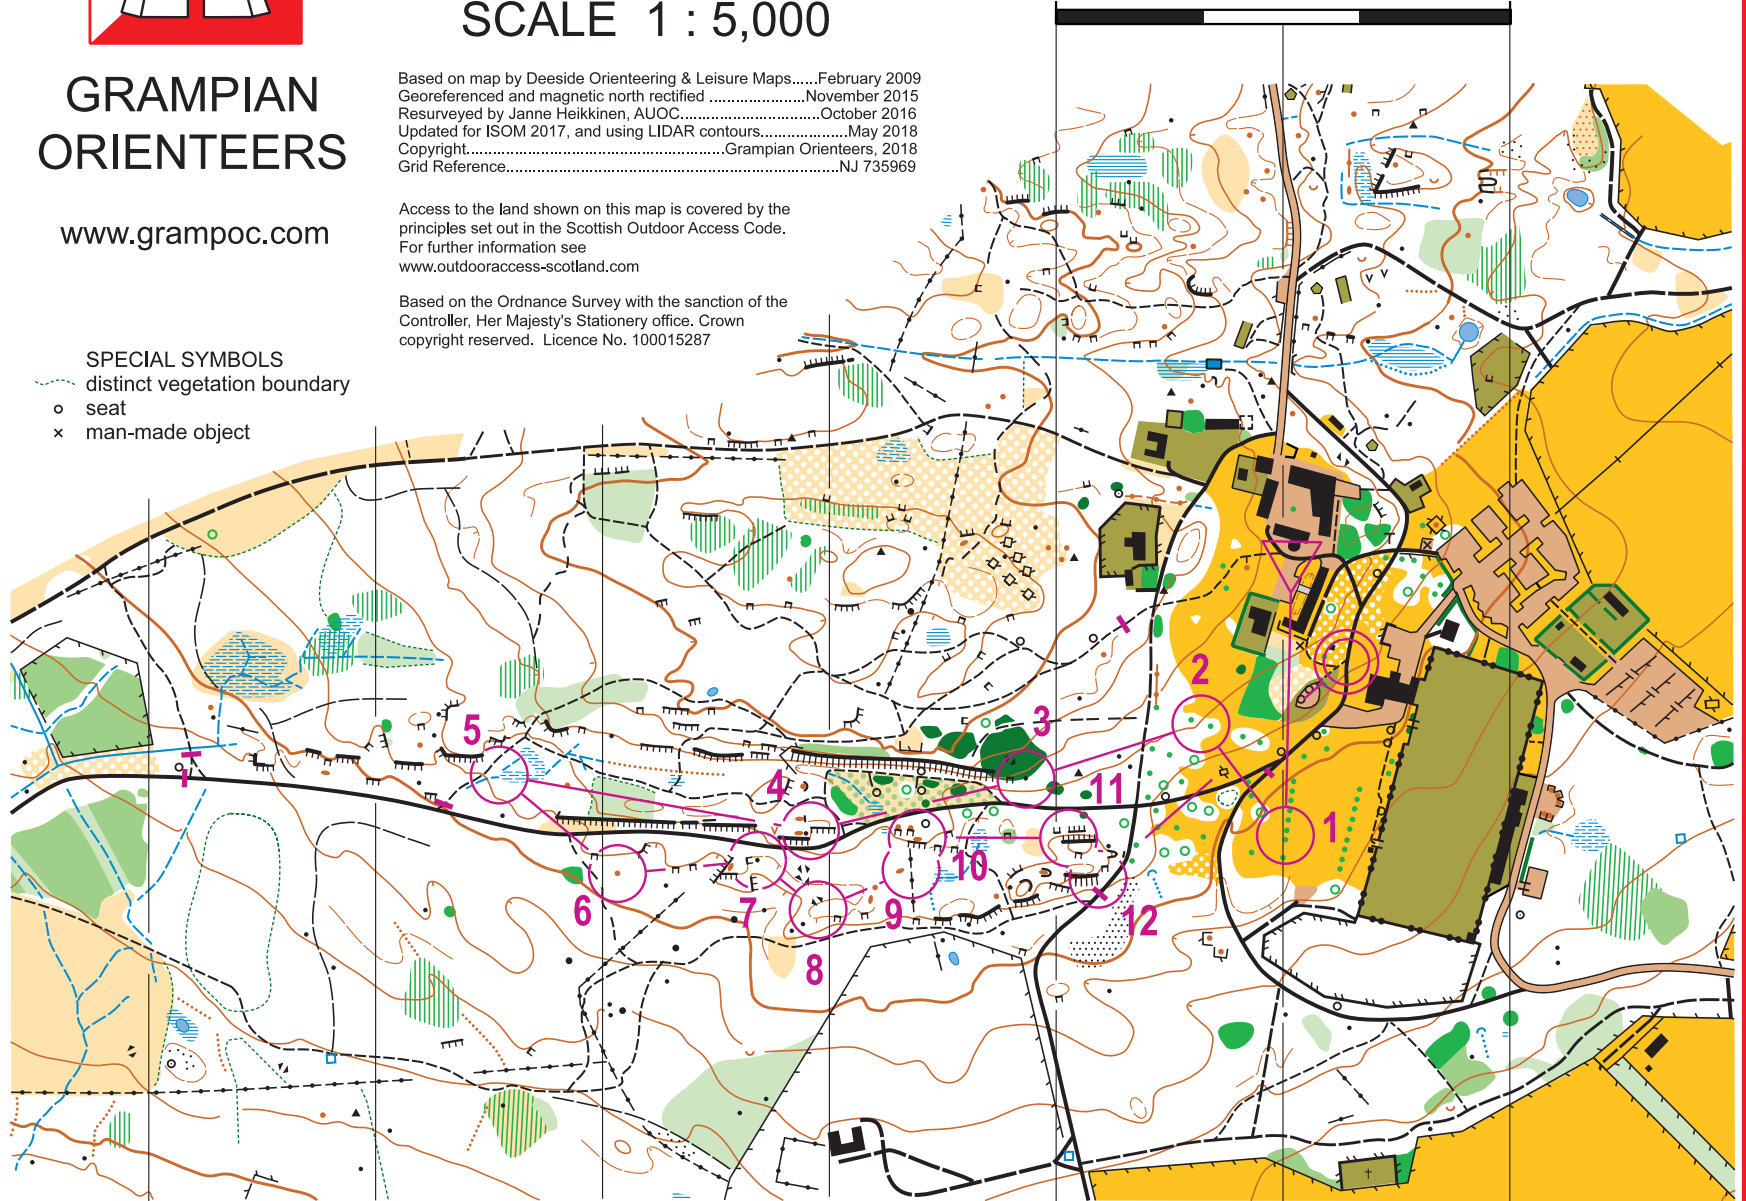 SCALE 1 : 5,000
GRAMPIAN
ORIENTEERS
www.grampoc.com
Based on map by Deeside Orienteering & Leisure Maps......February 2009
Georeferenced and magnetic north rectified ....................November 2015
Resurveyed by Janne Heikkinen, AUOC.............................October 2016
Updated for ISOM 2017, and using LIDAR contours..................May 2018
Copyright......................................................Grampian Orienteers, 2018
Grid Reference......................................................................NJ 735969
Access to the land shown on this map is covered by the
principles set out in the Scottish Outdoor Access Code.
For further information see
www.outdooraccess-scotland.com
Based on the Ordnance Survey with the sanction of the
Controller, Her Majesty's Stationery office. Crown
copyright reserved. Licence No. 100015287
SPECIAL SYMBOLS
distinct vegetation boundary
seat
man-made object
2
3
5
4
11
1
10
6
7
9
12
8